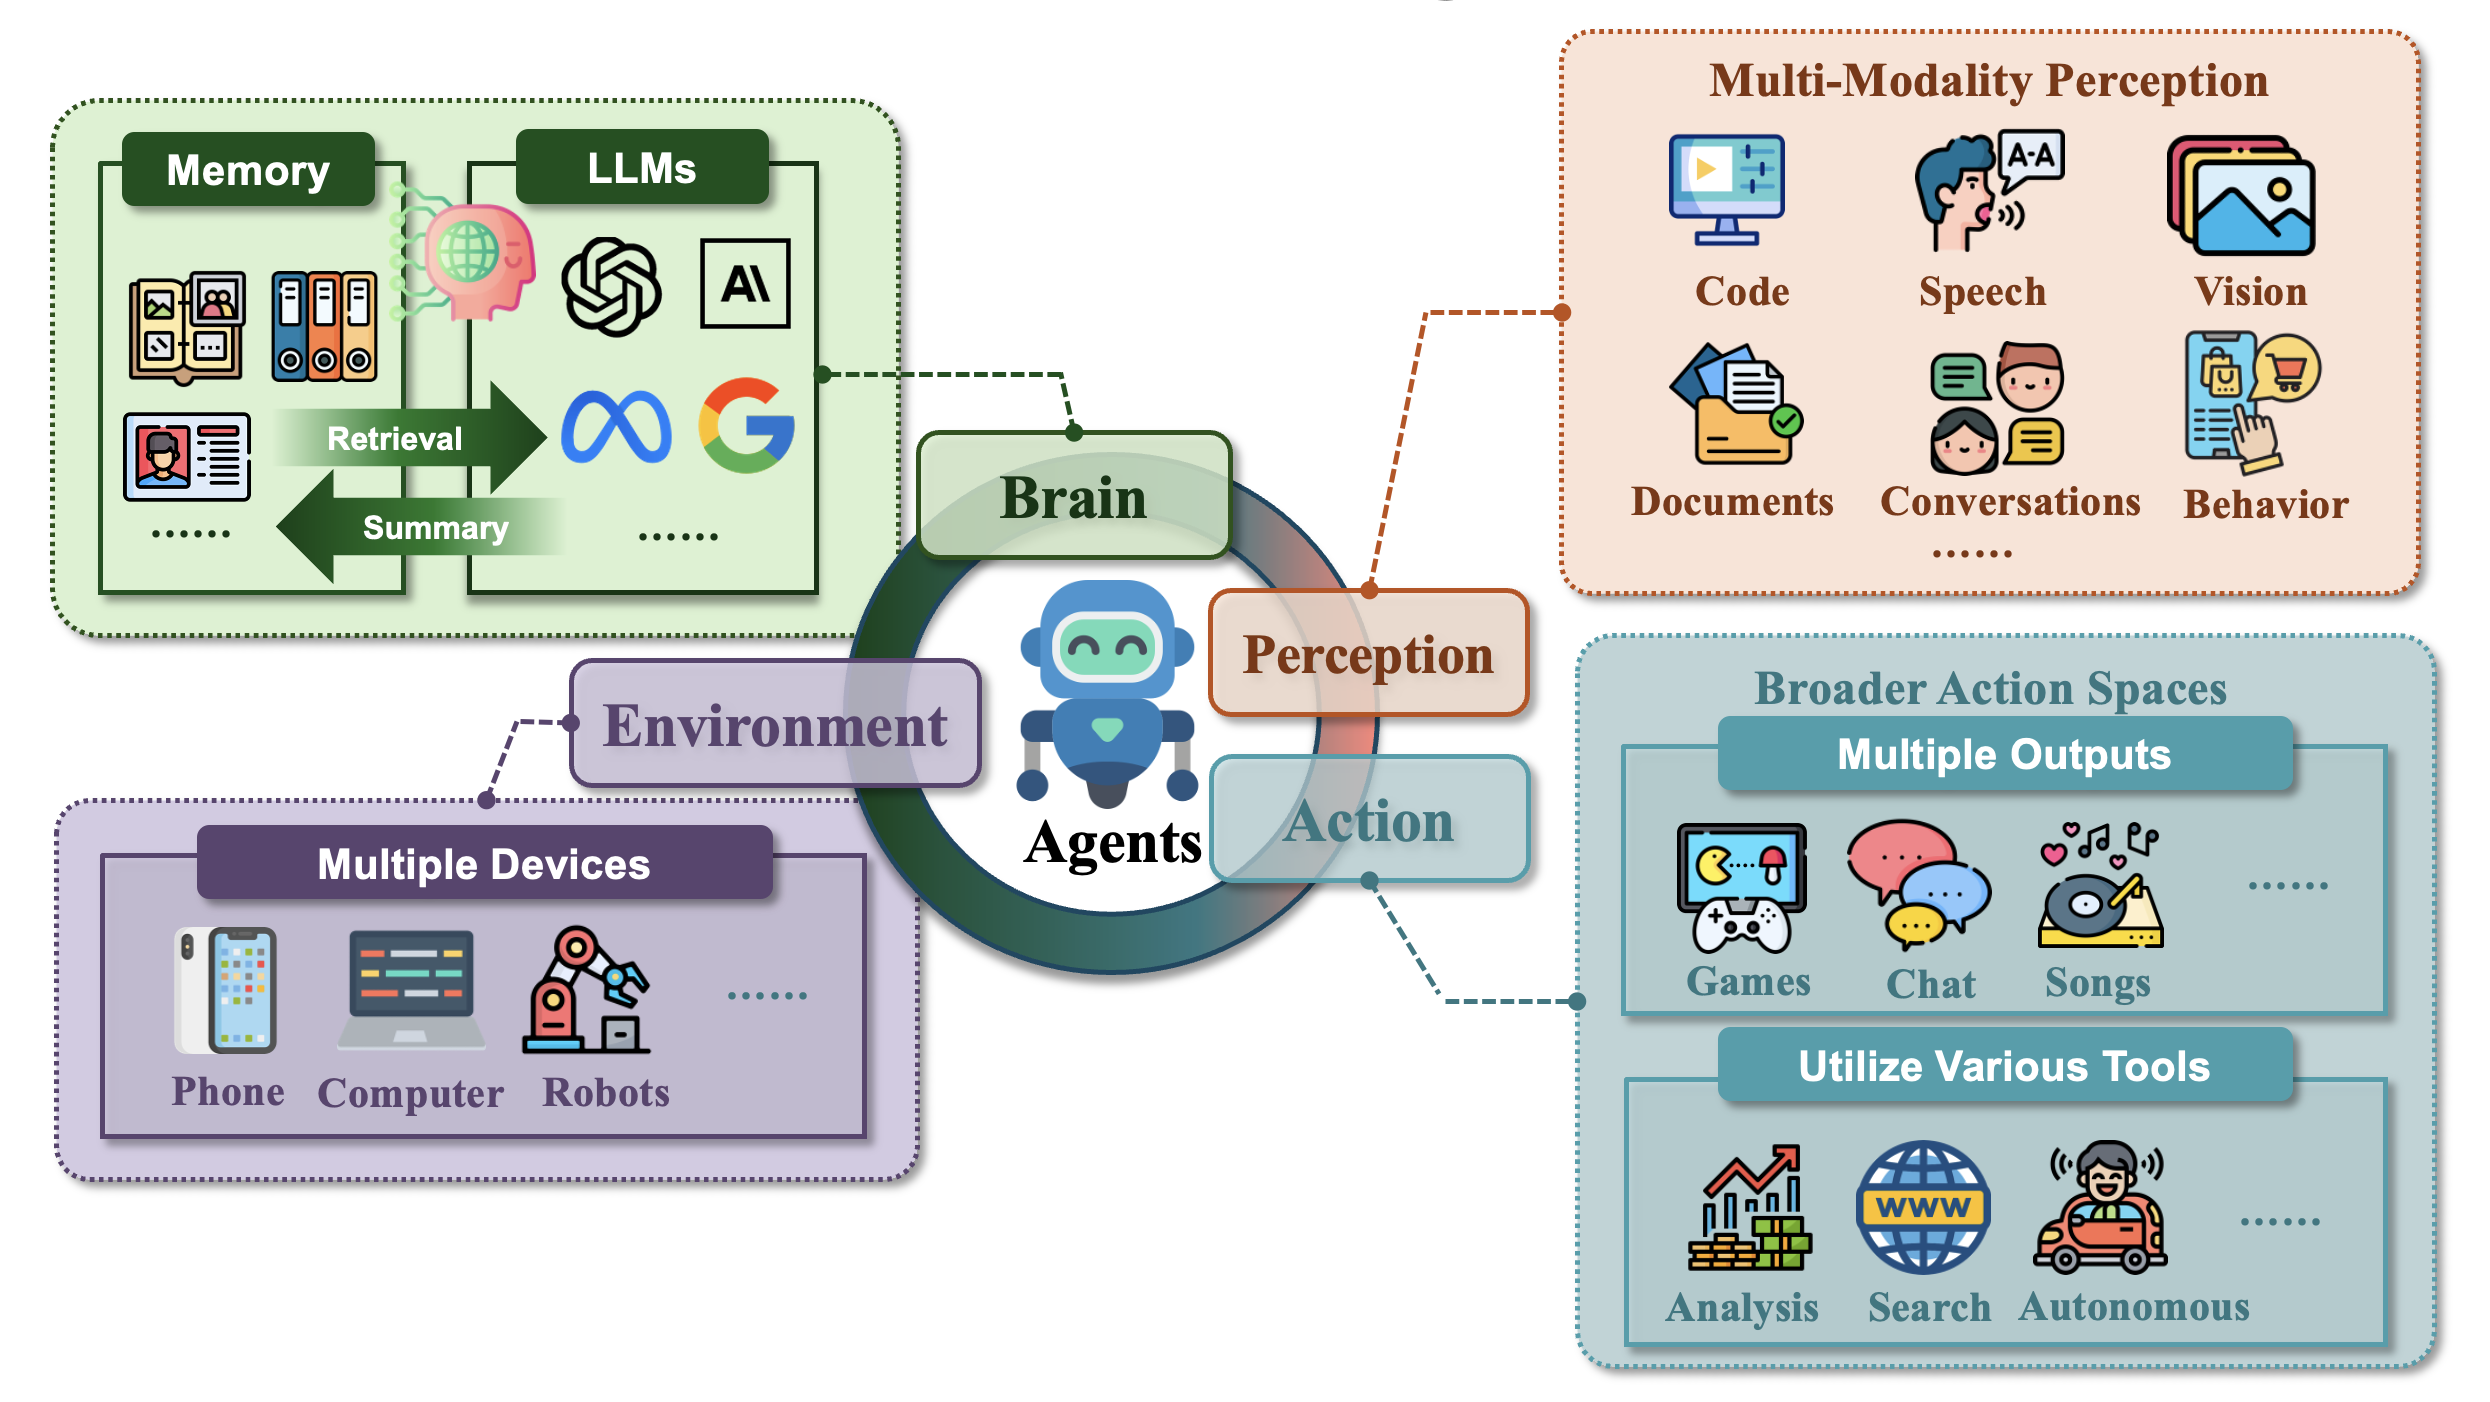 Memory
LLMs
A\
Retrieval
Summary
......
......
Brain
Multi-Modality Perception
A-A
Code
Speech
Vision
Documents
Conversations
Behavior
......
Perception
Environment
Agents
Action
Multiple Devices
Phone
Computer
Robots
......
Broader Action Spaces
Multiple Outputs
Games
Chat
Songs
......
Utilize Various Tools
www
Analysis
Search
Autonomous
......